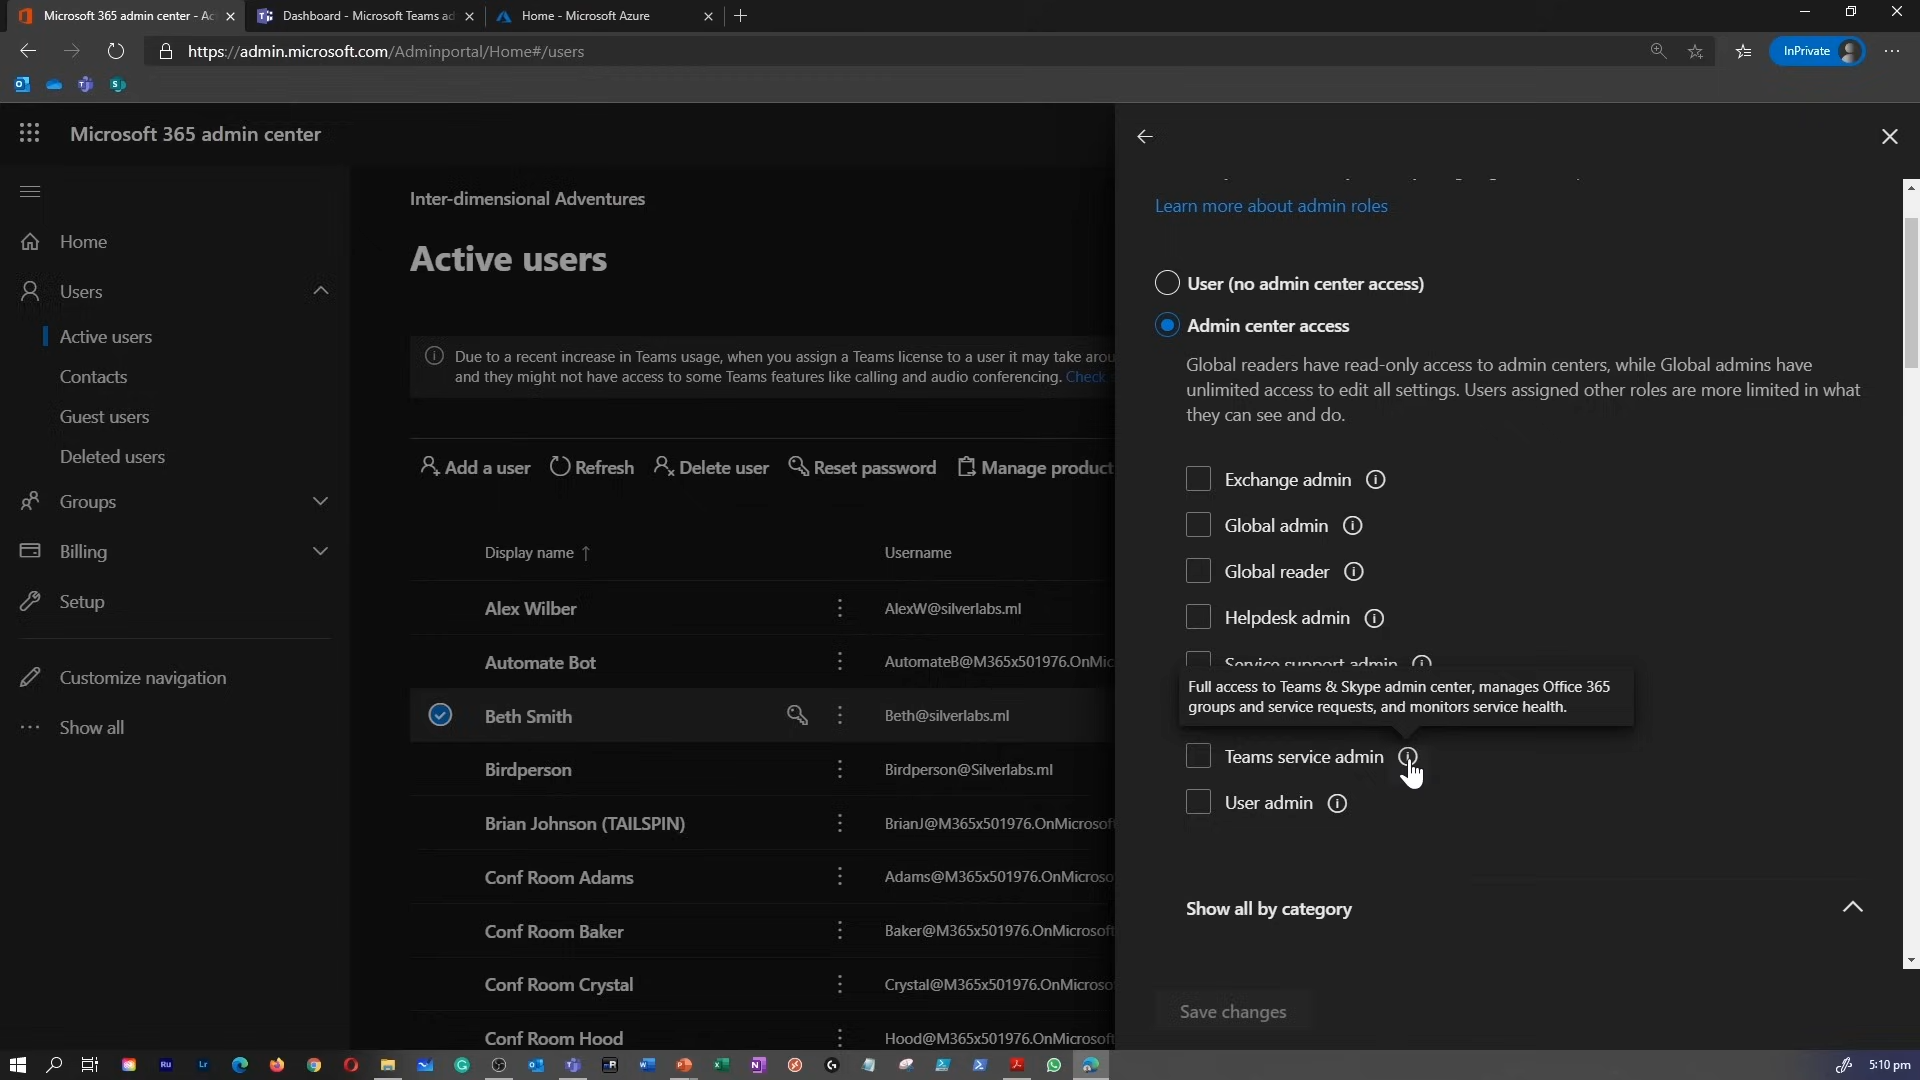 Microsoft 365 admin center - Ac
Dashboard - Microsoft Teams ad
Home - Microsoft Azure
https://admin.microsoft.com/Adminportal/Home#/users
InPrivate
Microsoft 365 admin center
Home
Users
Active users
Contacts
Guest users
Deleted users
Groups
Billing
Setup
Customize navigation
Show all
Inter-dimensional Adventures
Active users
Due to a recent increase in Teams usage, when you assign a Teams license to a user it may take arou
and they might not have access to some Teams features like calling and audio conferencing. Check
Add a user
Refresh
Delete user
Reset password
Manage product
Display name ↑
Username
Alex Wilber
AlexW@silverlabs.ml
Automate Bot
AutomateB@M365x501976.OnMic
Beth Smith
Beth@silverlabs.ml
Birdperson
Birdperson@Silverlabs.ml
Brian Johnson (TAILSPIN)
BrianJ@M365x501976.OnMicrosoft
Conf Room Adams
Adams@M365x501976.OnMicroso
Conf Room Baker
Baker@M365x501976.OnMicrosoft
Conf Room Crystal
Crystal@M365x501976.OnMicroso
Conf Room Hood
Hood@M365x501976.OnMicrosoft
Learn more about admin roles
User (no admin center access)
Admin center access
Global readers have read-only access to admin centers, while Global admins have
unlimited access to edit all settings. Users assigned other roles are more limited in what
they can see and do.
Exchange admin
Global admin
Global reader
Helpdesk admin
Service support admin
Full access to Teams & Skype admin center, manages Office 365
groups and service requests, and monitors service health.
Teams service admin
User admin
Show all by category
Save changes
5:10 pm